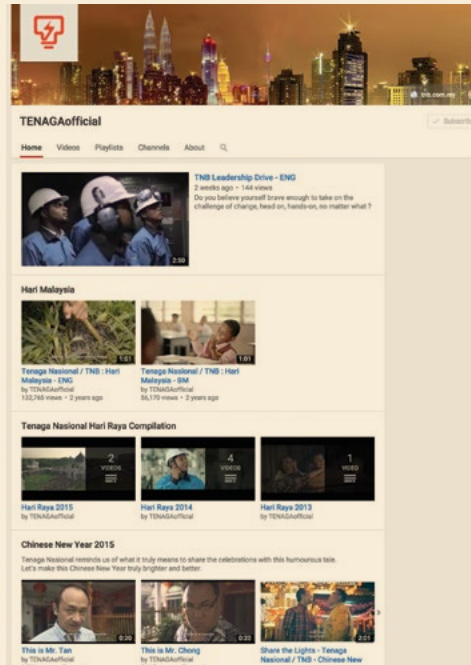 tnb.com.my
TENAGAofficial
Subscribe
Home Videos Playlists Channels About
2:50
TNB Leadership Drive - ENG
2 weeks ago • 144 views
Do you believe yourself brave enough to take on the
challenge of change, head on, hands-on, no matter what ?
Hari Malaysia
1:01
1:01
Tenaga Nasional / TNB : Hari
Malaysia - ENG
by TENAGAofficial
132,765 views • 2 years ago
Tenaga Nasional / TNB : Hari
Malaysia - BM
by TENAGAofficial
56,170 views • 2 years ago
Tenaga Nasional Hari Raya Compilation
2
VIDEOS
4
VIDEOS
1
VIDEO
Hari Raya 2015
by TENAGAofficial
Hari Raya 2014
by TENAGAofficial
Hari Raya 2013
by TENAGAofficial
Chinese New Year 2015
Tenaga Nasional reminds us of what it truly means to share the celebrations with this humourous tale.
Let's make this Chinese New Year truly brighter and better.
0:20
0:20
2:01
This is Mr. Tan
by TENAGAofficial
This is Mr. Chong
by TENAGAofficial
Share the Lights - Tenaga
Nasional / TNB - Chinese New